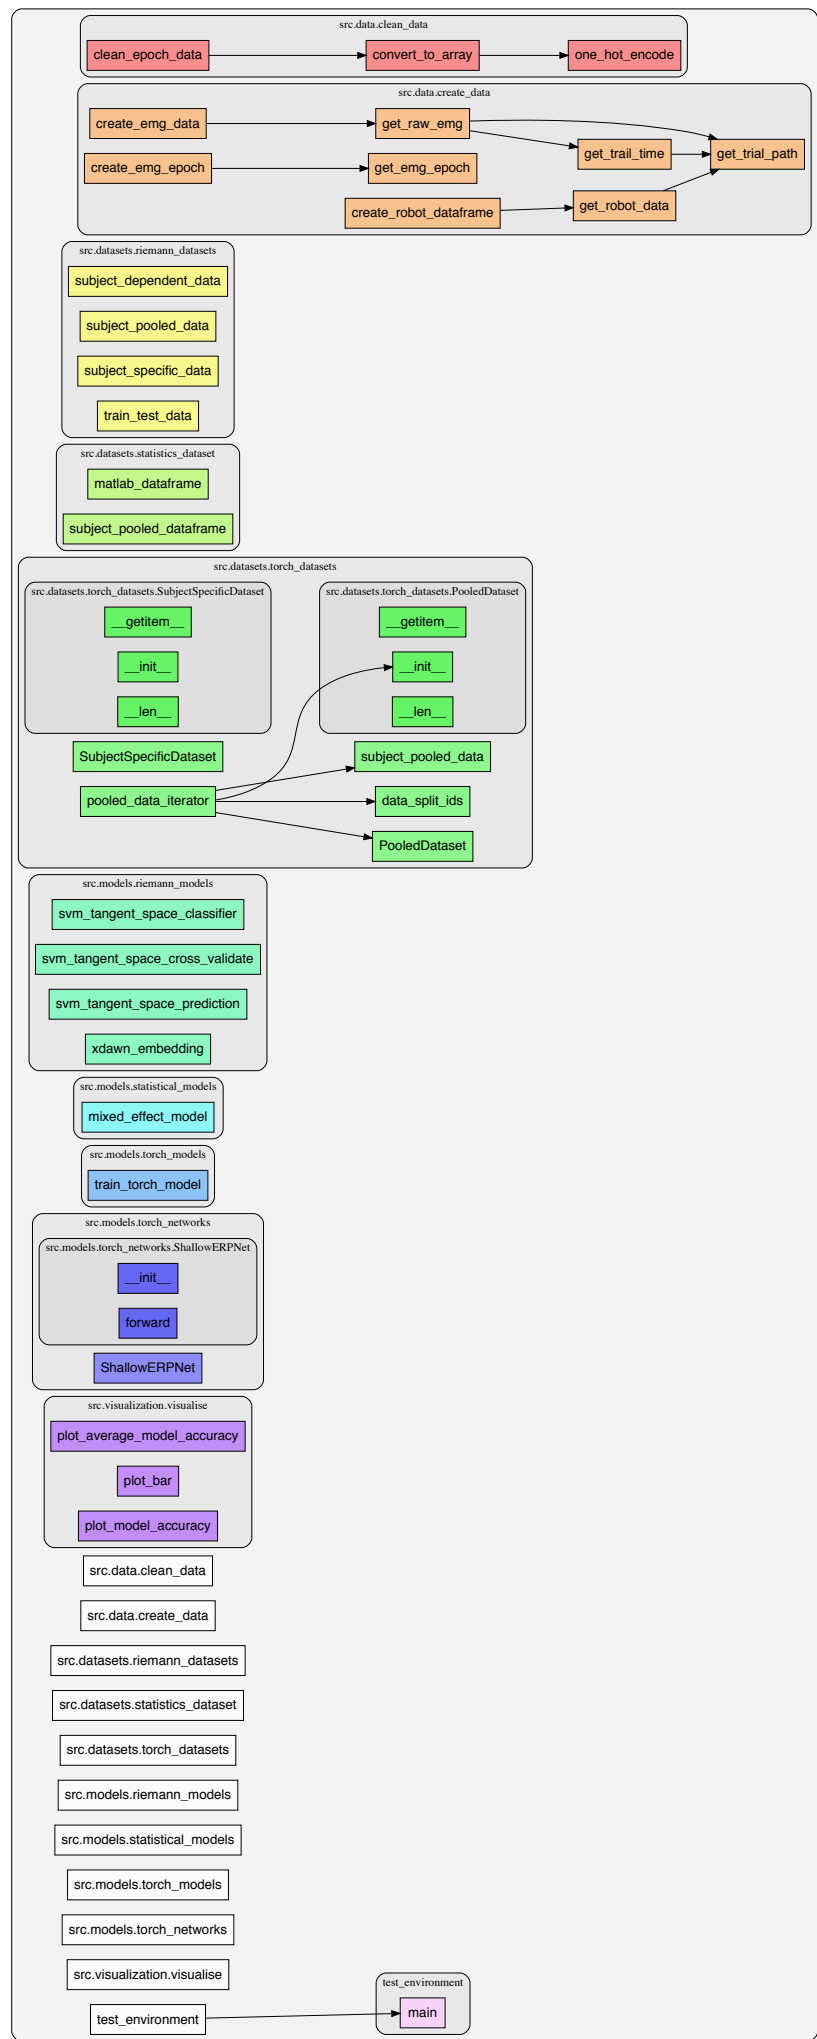 src.data.clean_data
clean_epoch_data convert_to_array one_hot_encode
src.data.create_data
create_emg_data get_raw_emg
get_trail_time get_trial_path
create_emg_epoch get_emg_epoch
create_robot_dataframe get_robot_data
src.datasets.riemann_datasets
subject_dependent_data
subject_pooled_data
subject_specific_data
train_test_data
src.datasets.statistics_dataset
matlab_dataframe
subject_pooled_dataframe
src.datasets.torch_datasets
src.datasets.torch_datasets.SubjectSpecificDataset src.datasets.torch_datasets.PooledDataset
__getitem__ __getitem__
__init__ __init__
__len__ __len__
SubjectSpecificDataset subject_pooled_data
pooled_data_iterator data_split_ids
PooledDataset
src.models.riemann_models
svm_tangent_space_classifier
svm_tangent_space_cross_validate
svm_tangent_space_prediction
xdawn_embedding
src.models.statistical_models
mixed_effect_model
src.models.torch_models
train_torch_model
src.models.torch_networks
src.models.torch_networks.ShallowERPNet
__init__
forward
ShallowERPNet
src.visualization.visualise
plot_average_model_accuracy
plot_bar
plot_model_accuracy
src.data.clean_data
src.data.create_data
src.datasets.riemann_datasets
src.datasets.statistics_dataset
src.datasets.torch_datasets
src.models.riemann_models
src.models.statistical_models
src.models.torch_models
src.models.torch_networks
src.visualization.visualise
test_environment
test_environment main